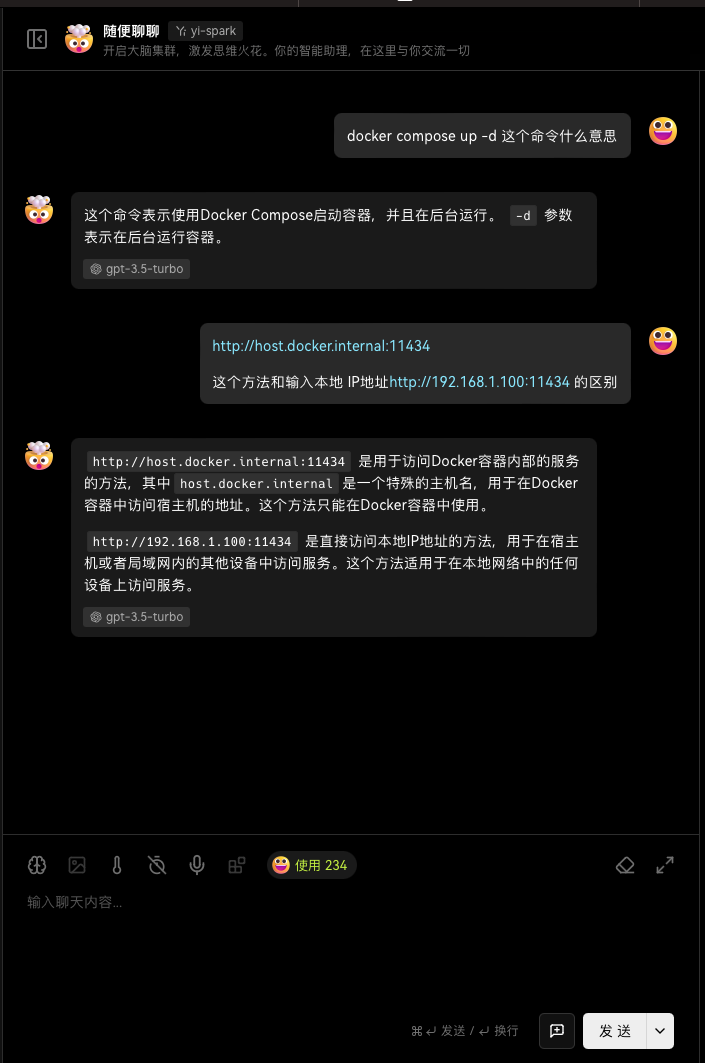 随便聊聊 yi-spark
开启大脑集群，激发思维火花。你的智能助理，在这里与你交流一切
docker compose up -d 这个命令什么意思
这个命令表示使用Docker Compose启动容器，并且在后台运行。 -d 参数
表示在后台运行容器。
gpt-3.5-turbo
http://host.docker.internal:11434
这个方法和输入本地 IP地址http://192.168.1.100:11434 的区别
http://host.docker.internal:11434 是用于访问Docker容器内部的服务
的方法，其中 host.docker.internal 是一个特殊的主机名，用于在Docker
容器中访问宿主机的地址。这个方法只能在Docker容器中使用。
http://192.168.1.100:11434 是直接访问本地IP地址的方法，用于在宿主
机或者局域网内的其他设备中访问服务。这个方法适用于在本地网络中的任何
设备上访问服务。
gpt-3.5-turbo
使用 234
输入聊天内容...
⌘ ↵ 发送 / ↵ 换行
发 送